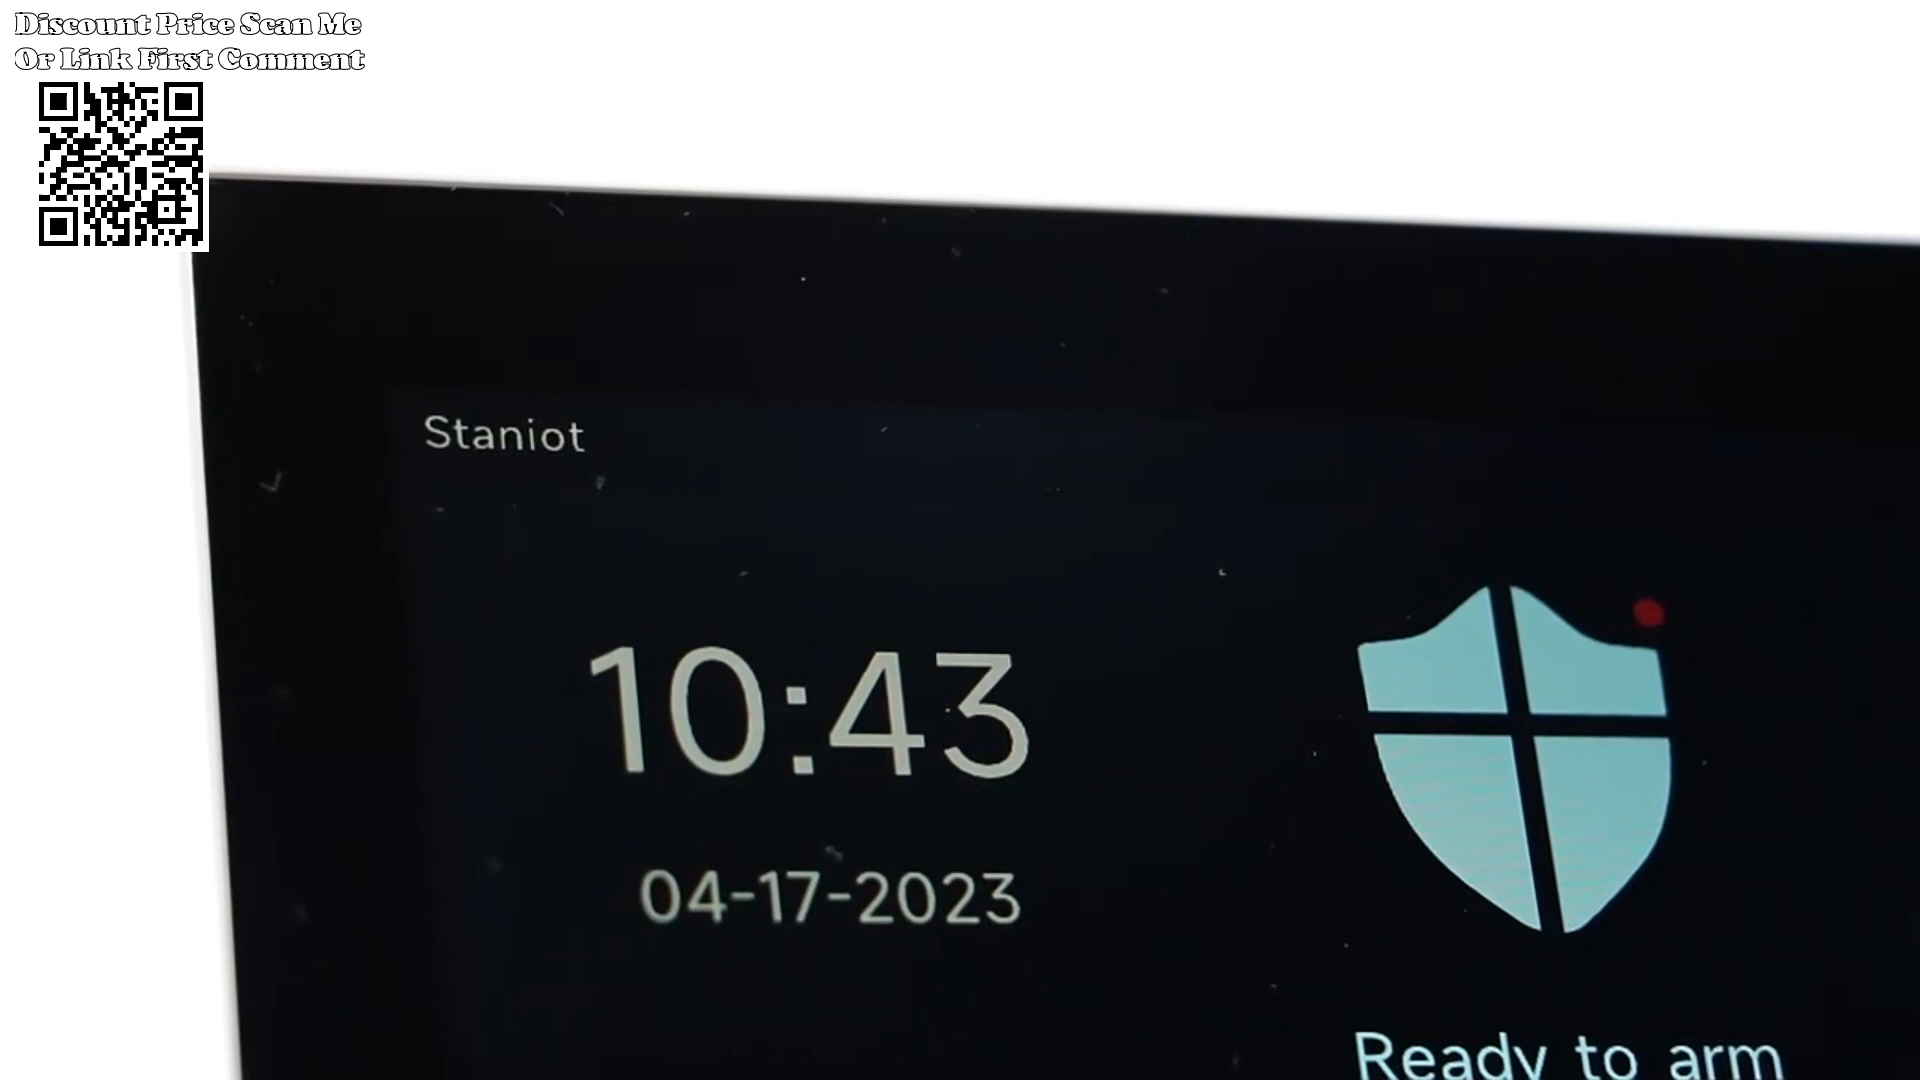 Discount Price Scan Me
Or Link First Comment
Staniot
10:43
04-17-2023
Ready to arm